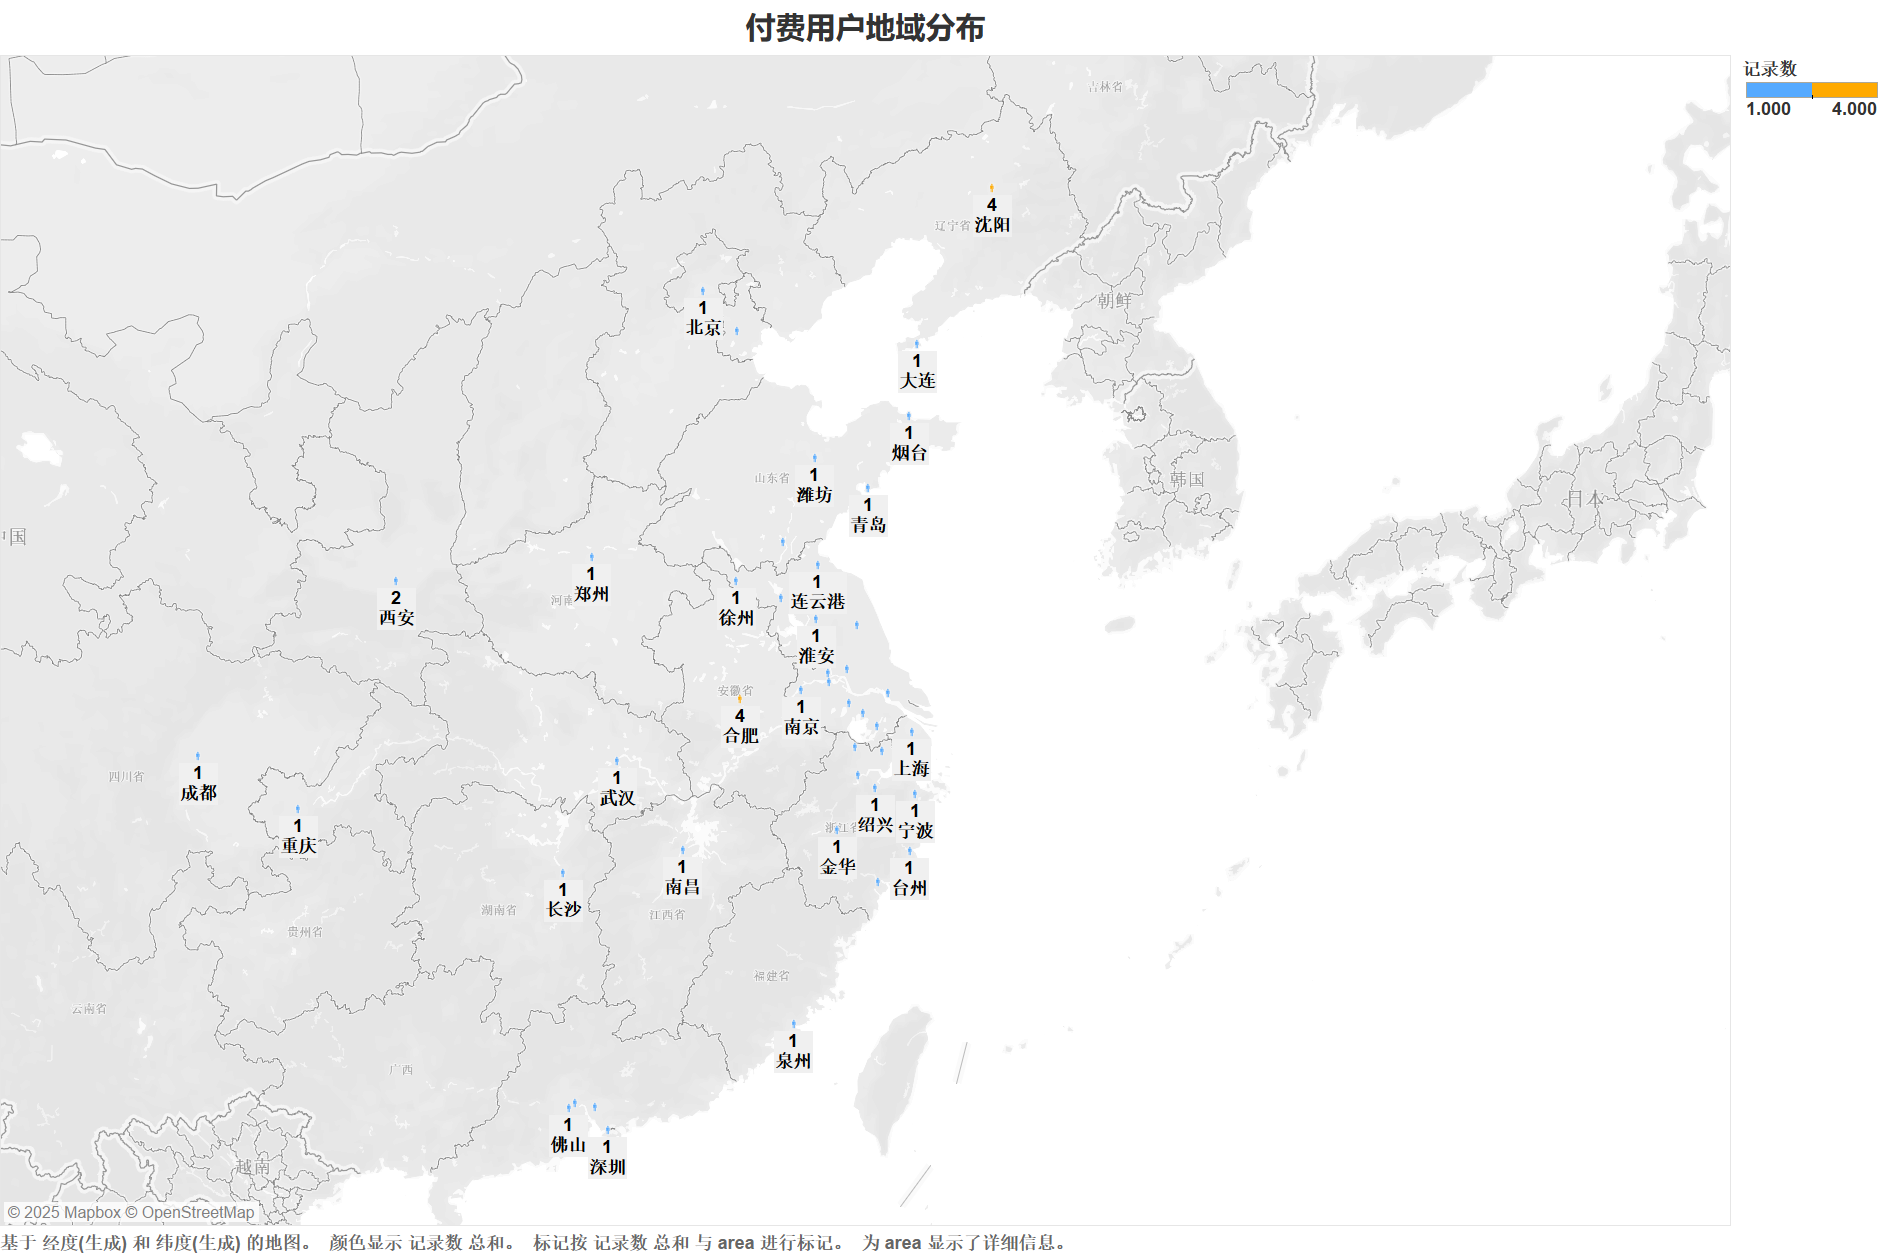 付费用户地域分布
记录数
1.000 4.000
吉林省
4
辽宁省 沈阳
朝鲜
1
北京
1
大连
1
烟台
山东省
1
潍坊
韩国
日本
1
青岛
国
1
郑州
河南
2
西安
1
徐州
1
连云港
1
淮安
安徽省
4
合肥
1
南京
1
上海
四川省
1
成都
1
武汉
1
重庆
1
绍兴
1
宁波
浙江省
1
金华
1
台州
1
南昌
1
长沙
湖南省
江西省
贵州省
福建省
云南省
1
泉州
广西
1
佛山
1
深圳
越南
© 2025 Mapbox © OpenStreetMap
基于 经度(生成) 和 纬度(生成) 的地图。 颜色显示 记录数 总和。 标记按 记录数 总和 与 area 进行标记。 为 area 显示了详细信息。